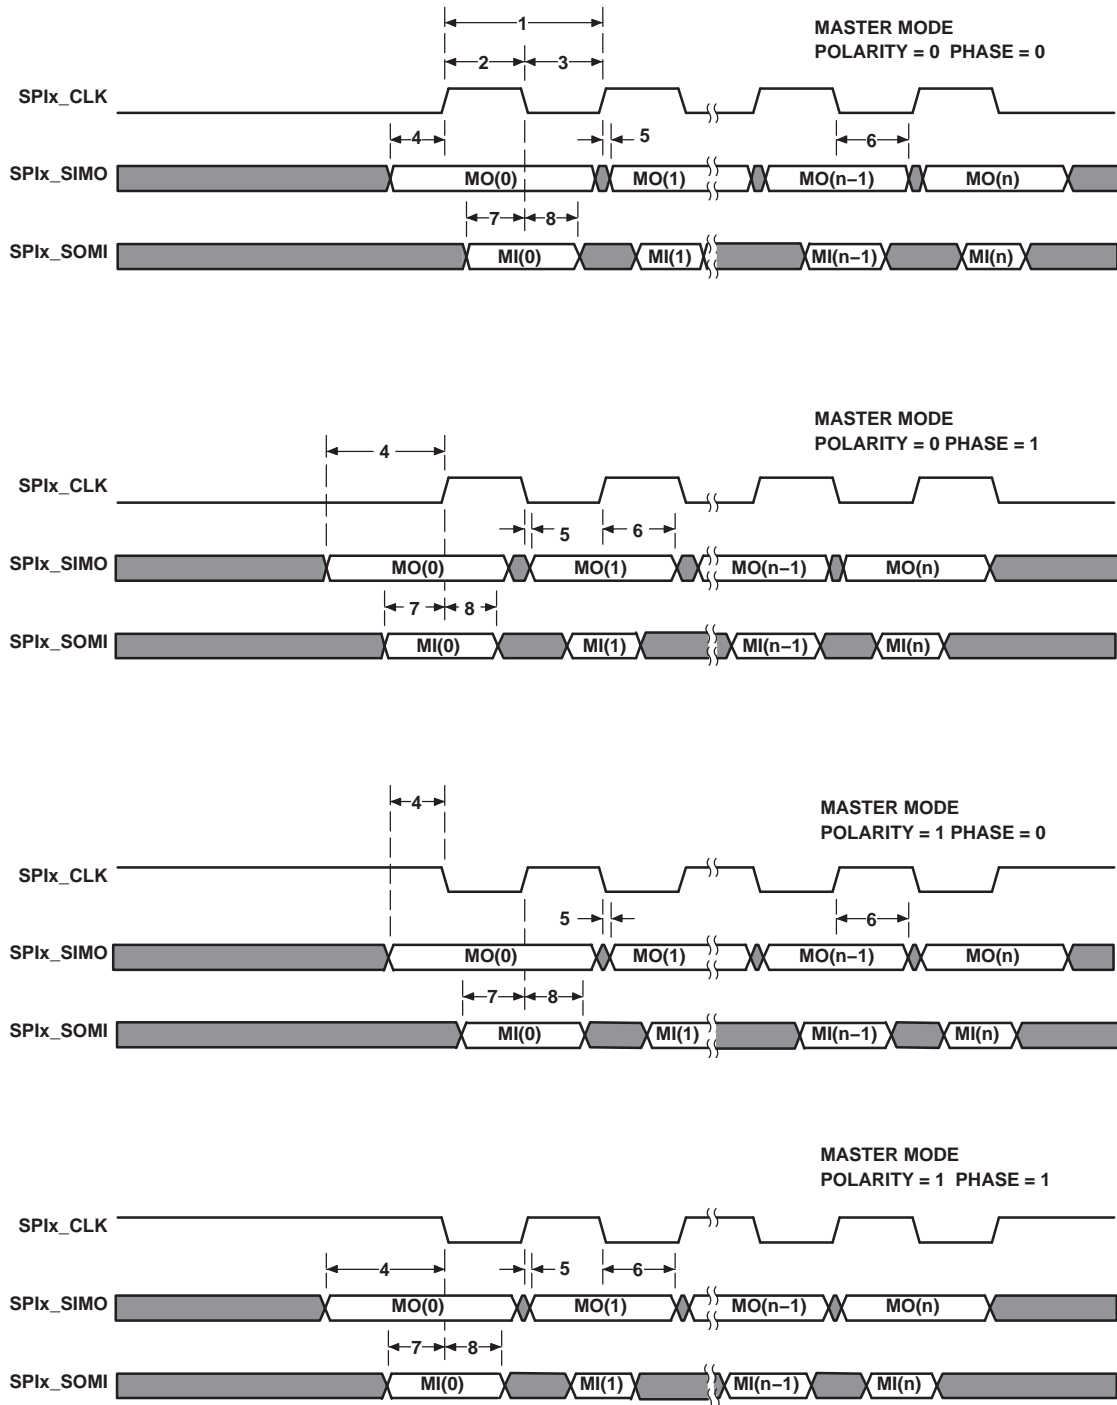 1
MASTER MODE
POLARITY = 0 PHASE = 0
2 3
SPIx_CLK
4 5 6
SPIx_SIMO MO(0) MO(1) MO(n−1) MO(n)
7 8
SPIx_SOMI MI(0) MI(1) MI(n−1) MI(n)
MASTER MODE
POLARITY = 0 PHASE = 1
4
SPIx_CLK
5 6
SPIx_SIMO MO(0) MO(1) MO(n−1) MO(n)
7 8
SPIx_SOMI MI(0) MI(1) MI(n−1) MI(n)
4
MASTER MODE
POLARITY = 1 PHASE = 0
SPIx_CLK
5 6
SPIx_SIMO MO(0) MO(1) MO(n−1) MO(n)
7 8
SPIx_SOMI MI(0) MI(1) MI(n−1) MI(n)
MASTER MODE
POLARITY = 1 PHASE = 1
SPIx_CLK
4 5 6
SPIx_SIMO MO(0) MO(1) MO(n−1) MO(n)
7 8
SPIx_SOMI MI(0) MI(1) MI(n−1) MI(n)